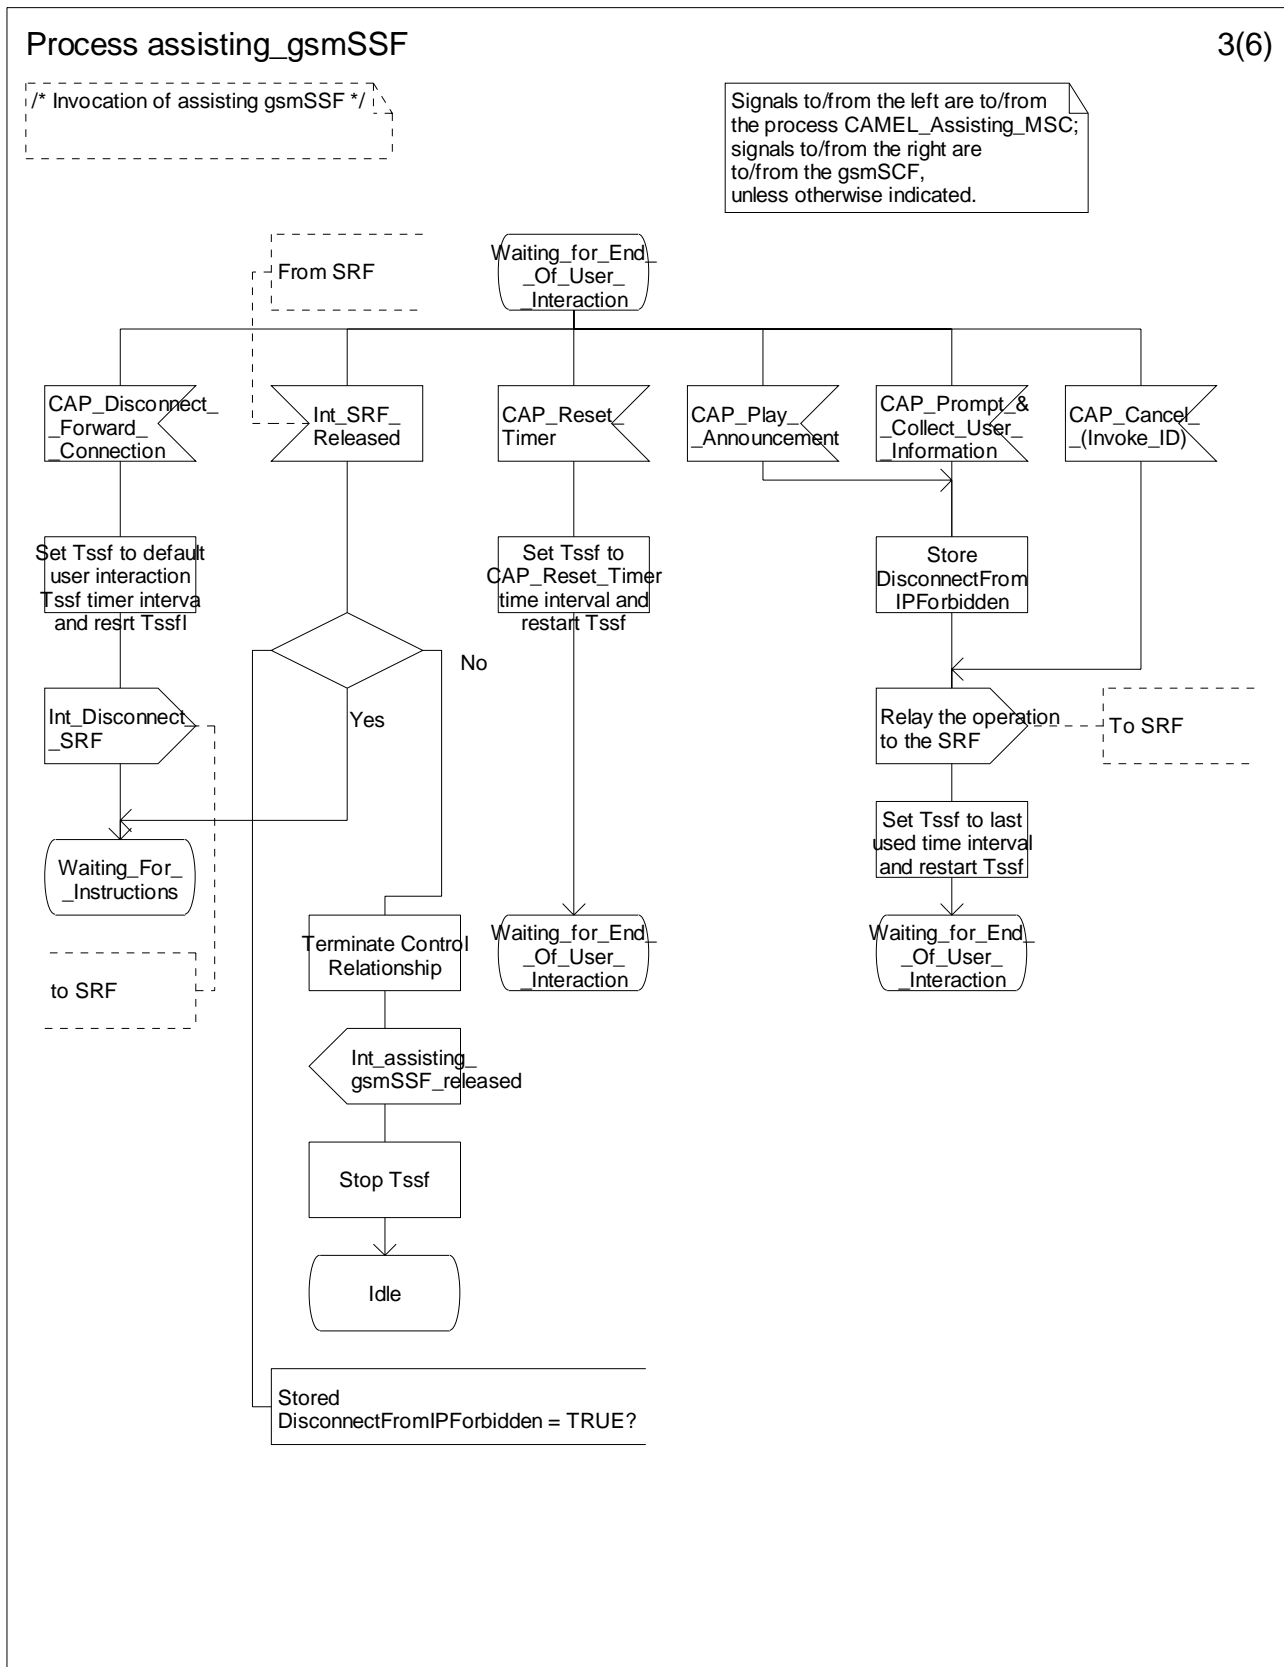 Process assisting_gsmSSF
3(6)
/* Invocation of assisting gsmSSF */
Signals to/from the left are to/from
the process CAMEL_Assisting_MSC;
signals to/from the right are
to/from the gsmSCF,
unless otherwise indicated.
From SRF
Waiting_for_End_
_Of_User_
_Interaction
CAP_Disconnect_
_Forward_
_Connection
Int_SRF_
Released
CAP_Reset_
Timer
CAP_Play_
_Announcement
CAP_Prompt_&
_Collect_User_
_Information
CAP_Cancel_
_(Invoke_ID)
Set Tssf to default
user interaction
Tssf timer interva
and resrt Tssfl
Set Tssf to
CAP_Reset_Timer
time interval and
restart Tssf
Store
DisconnectFrom
IPForbidden
No
Yes
Int_Disconnect_
_SRF
Relay the operation
to the SRF
To SRF
Set Tssf to last
used time interval
and restart Tssf
Waiting_For_
_Instructions
Terminate Control
Relationship
Waiting_for_End_
_Of_User_
_Interaction
Waiting_for_End_
_Of_User_
_Interaction
to SRF
Int_assisting_
gsmSSF_released
Stop Tssf
Idle
Stored
DisconnectFromIPForbidden = TRUE?